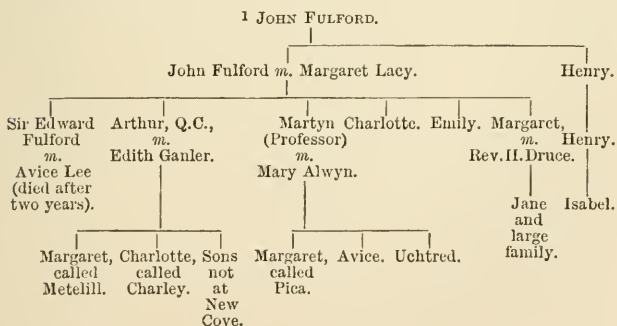 1 JOHN FULFORD.
John Fulford m. Margaret Lacy. Henry.
Sir Edward Fulford m. Avice Lee (died after two years).
Arthur, Q.C., m. Edith Ganler.
Martyn (Professor) m. Mary Alwyn.
Charlotte.
Emily.
Margaret, m. Rev. H. Druce.
Henry.
Jane and large family.
Isabel.
Margaret, called Metelill.
Charlotte, called Charley.
Sons not at New Cove.
Margaret, called Pica.
Avice.
Uchtred.